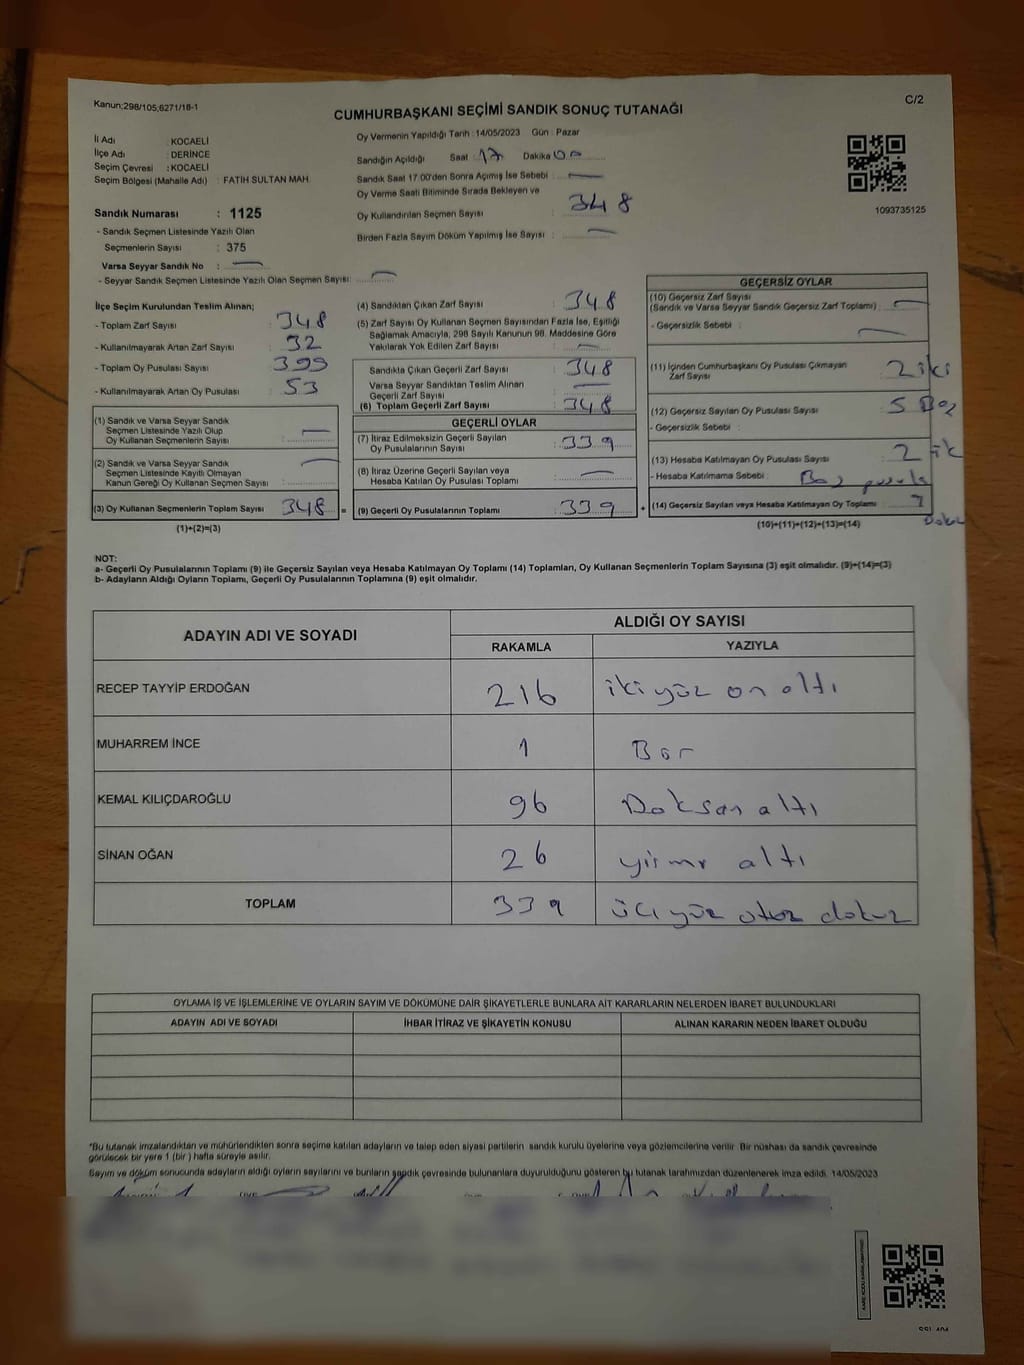 Kanun;298/105,6271/18-1
C/2
CUMHURBAŞKANI SEÇİMİ SANDIK SONUÇ TUTANAĞI
İl Adı : KOCAELİ
İlçe Adı : DERİNCE
Seçim Çevresi : KOCAELİ
Seçim Bölgesi (Mahalle Adı) : FATİH SULTAN MAH.
Oy Vermenin Yapıldığı Tarih : 14/05/2023 Gün : Pazar
Sandığın Açıldığı Saat : 17 Dakika 00
Sandık Saat 17.00'den Sonra Açımış İse Sebebi : —
Oy Verme Saati Bitiminde Sırada Bekleyen ve
Oy Kullandırılan Seçmen Sayısı : 348
Birden Fazla Sayım Döküm Yapılmış İse Sayısı : —
1093735125
Sandık Numarası : 1125
- Sandık Seçmen Listesinde Yazılı Olan
Seçmenlerin Sayısı : 375
Varsa Seyyar Sandık No : —
- Seyyar Sandık Seçmen Listesinde Yazılı Olan Seçmen Sayısı: —
İlçe Seçim Kurulundan Teslim Alınan;
- Toplam Zarf Sayısı : 348
- Kullanılmayarak Artan Zarf Sayısı : 32
- Toplam Oy Pusulası Sayısı : 399
- Kullanılmayarak Artan Oy Pusulası : 53
(1) Sandık ve Varsa Seyyar Sandık
Seçmen Listesinde Yazılı Olup
Oy Kullanan Seçmenlerin Sayısı : —
(2) Sandık ve Varsa Seyyar Sandık
Seçmen Listesinde Kayıtlı Olmayan
Kanun Gereği Oy Kullanan Seçmen Sayısı : —
(3) Oy Kullanan Seçmenlerin Toplam Sayısı : 348 =
(1)+(2)=(3)
(4) Sandıktan Çıkan Zarf Sayısı : 348
(5) Zarf Sayısı Oy Kullanan Seçmen Sayısından Fazla İse, Eşitliği
Sağlamak Amacıyla, 298 Sayılı Kanunun 98. Maddesine Göre
Yakılarak Yok Edilen Zarf Sayısı : —
Sandıkta Çıkan Geçerli Zarf Sayısı : 348
Varsa Seyyar Sandıktan Teslim Alınan
Geçerli Zarf Sayısı : —
(6) Toplam Geçerli Zarf Sayısı : 348
GEÇERLİ OYLAR
(7) İtiraz Edilmeksizin Geçerli Sayılan
Oy Pusulalarının Sayısı : 339
(8) İtiraz Üzerine Geçerli Sayılan veya
Hesaba Katılan Oy Pusulası Toplamı : —
(9) Geçerli Oy Pusulalarının Toplamı : 339 +
GEÇERSİZ OYLAR
(10) Geçersiz Zarf Sayısı
(Sandık ve Varsa Seyyar Sandık Geçersiz Zarf Toplamı) : —
- Geçersizlik Sebebi : —
(11) İçinden Cumhurbaşkanı Oy Pusulası Çıkmayan
Zarf Sayısı : 2 iki
(12) Geçersiz Sayılan Oy Pusulası Sayısı : 5
- Geçersizlik Sebebi :
(13) Hesaba Katılmayan Oy Pusulası Sayısı : 2
- Hesaba Katılmama Sebebi : Boş pusula
(14) Geçersiz Sayılan veya Hesaba Katılmayan Oy Toplamı : 9
(10)+(11)+(12)+(13)=(14)
NOT:
a- Geçerli Oy Pusulalarının Toplamı (9) ile Geçersiz Sayılan veya Hesaba Katılmayan Oy Toplamı (14) Toplamları, Oy Kullanan Seçmenlerin Toplam Sayısına (3) eşit olmalıdır. (9)+(14)=(3)
b- Adayların Aldığı Oyların Toplamı, Geçerli Oy Pusulalarının Toplamına (9) eşit olmalıdır.
ADAYIN ADI VE SOYADI ALDIĞI OY SAYISI
RAKAMLA YAZIYLA
RECEP TAYYİP ERDOĞAN 216 iki yüz on altı
MUHARREM İNCE 1 Bir
KEMAL KILIÇDAROĞLU 96 Doksan altı
SİNAN OĞAN 26 yirmi altı
TOPLAM 339 üç yüz otuz dokuz
OYLAMA İŞ VE İŞLEMLERİNE VE OYLARIN SAYIM VE DÖKÜMÜNE DAİR ŞİKAYETLERLE BUNLARA AİT KARARLARIN NELERDEN İBARET BULUNDUKLARI
ADAYIN ADI VE SOYADI İHBAR İTİRAZ VE ŞİKAYETİN KONUSU ALINAN KARARIN NEDEN İBARET OLDUĞU
*Bu tutanak imzalandıktan ve mühürlendikten sonra seçime katılan adayların ve talep eden siyasi partilerin sandık kurulu üyelerine veya gözlemcilerine verilir. Bir nüshası da sandık çevresinde
görülecek bir yere 1 (bir ) hafta süreyle asılır.
Sayım ve döküm sonucunda adayların aldığı oyların sayılarını ve bunların sandık çevresinde bulunanlara duyurulduğunu gösteren bu tutanak tarafımızdan düzenlenerek imza edildi. 14/05/2023